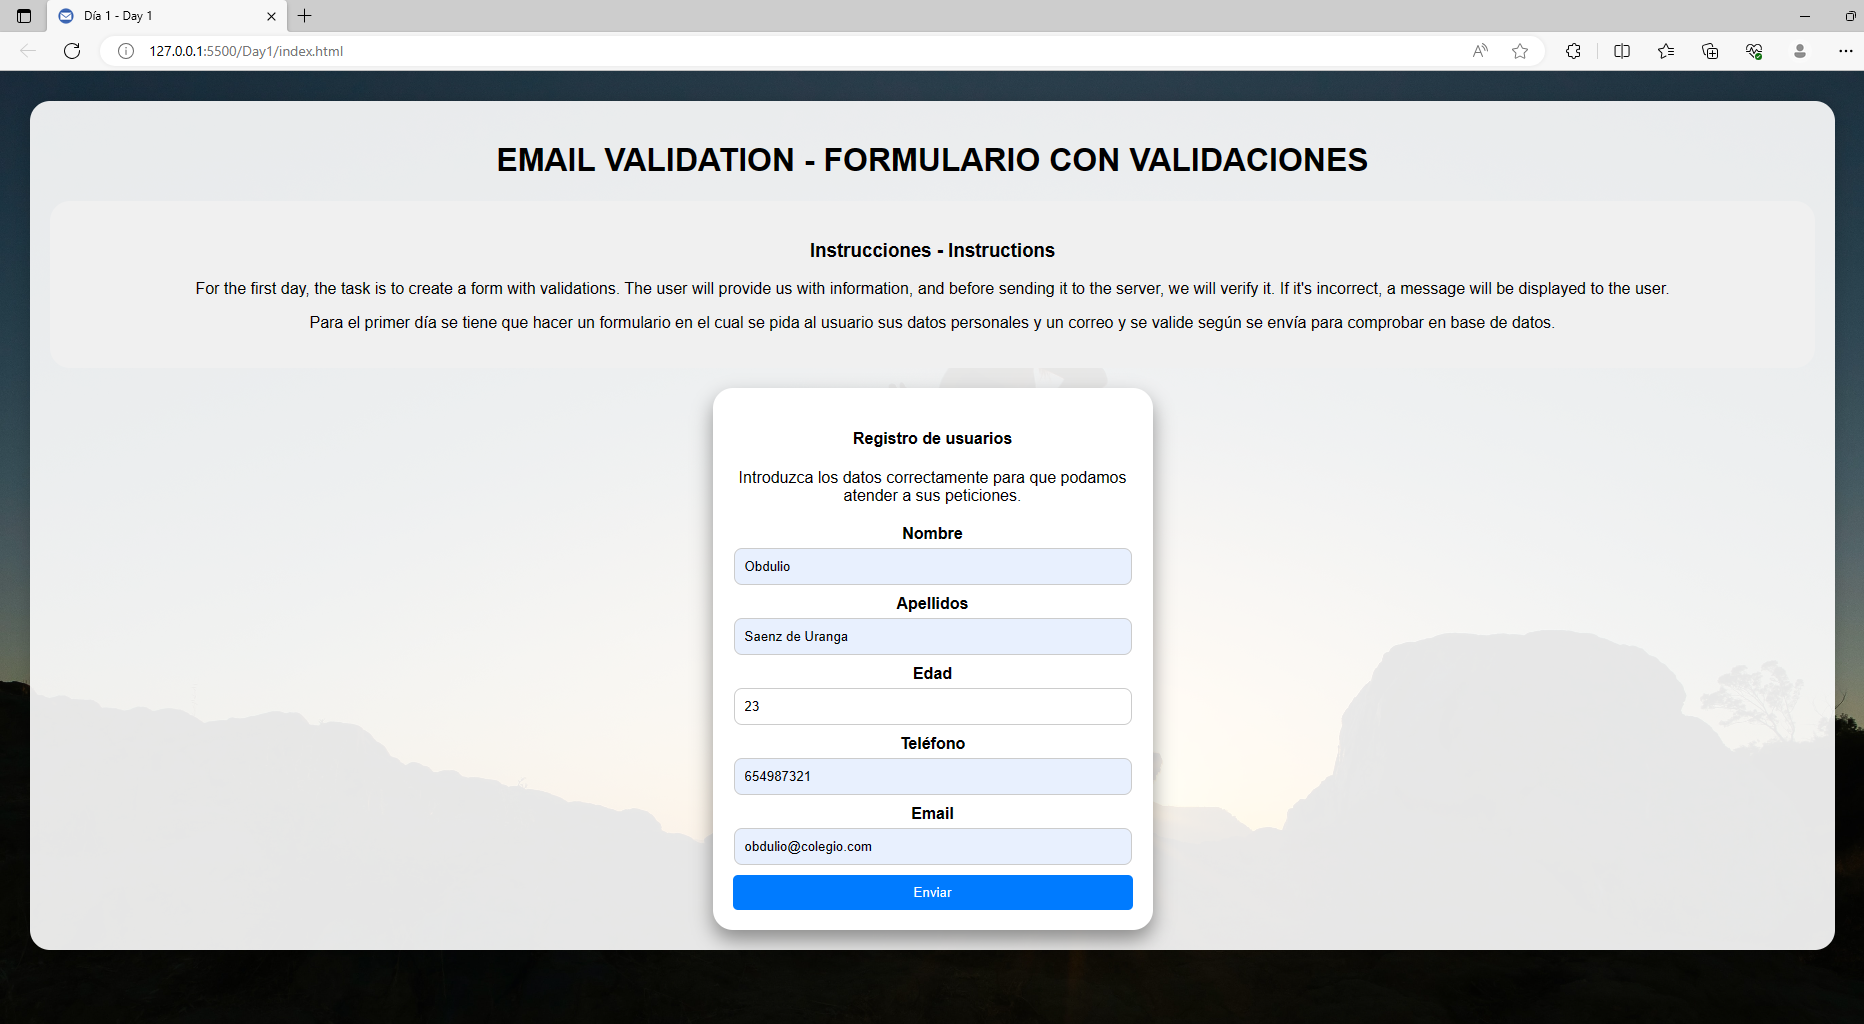 Día 1 - Day 1
127.0.0.1:5500/Day1/index.html
EMAIL VALIDATION - FORMULARIO CON VALIDACIONES
Instrucciones - Instructions
For the first day, the task is to create a form with validations. The user will provide us with information, and before sending it to the server, we will verify it. If it's incorrect, a message will be displayed to the user.
Para el primer día se tiene que hacer un formulario en el cual se pida al usuario sus datos personales y un correo y se valide según se envía para comprobar en base de datos.
Registro de usuarios
Introduzca los datos correctamente para que podamos
atender a sus peticiones.
Nombre
Obdulio
Apellidos
Saenz de Uranga
Edad
23
Teléfono
654987321
Email
obdulio@colegio.com
Enviar